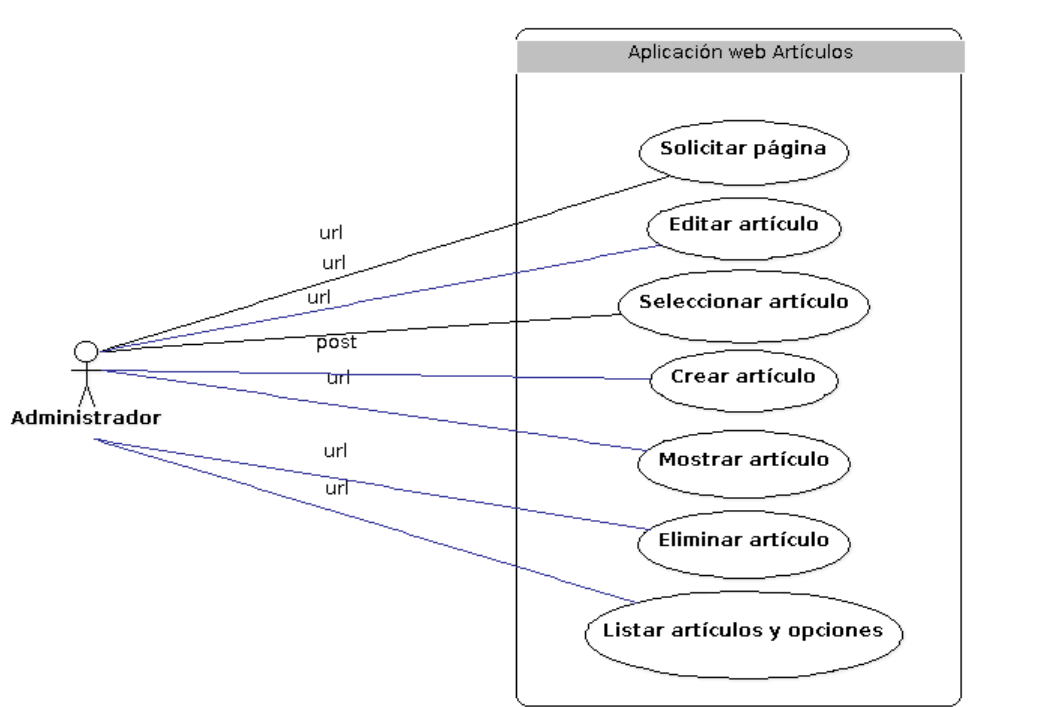 Aplicación web Artículos
Solicitar página
url
Editar artículo
url
url
Seleccionar artículo
post
url
Crear artículo
Administrador
url
Mostrar artículo
url
Eliminar artículo
Listar artículos y opciones